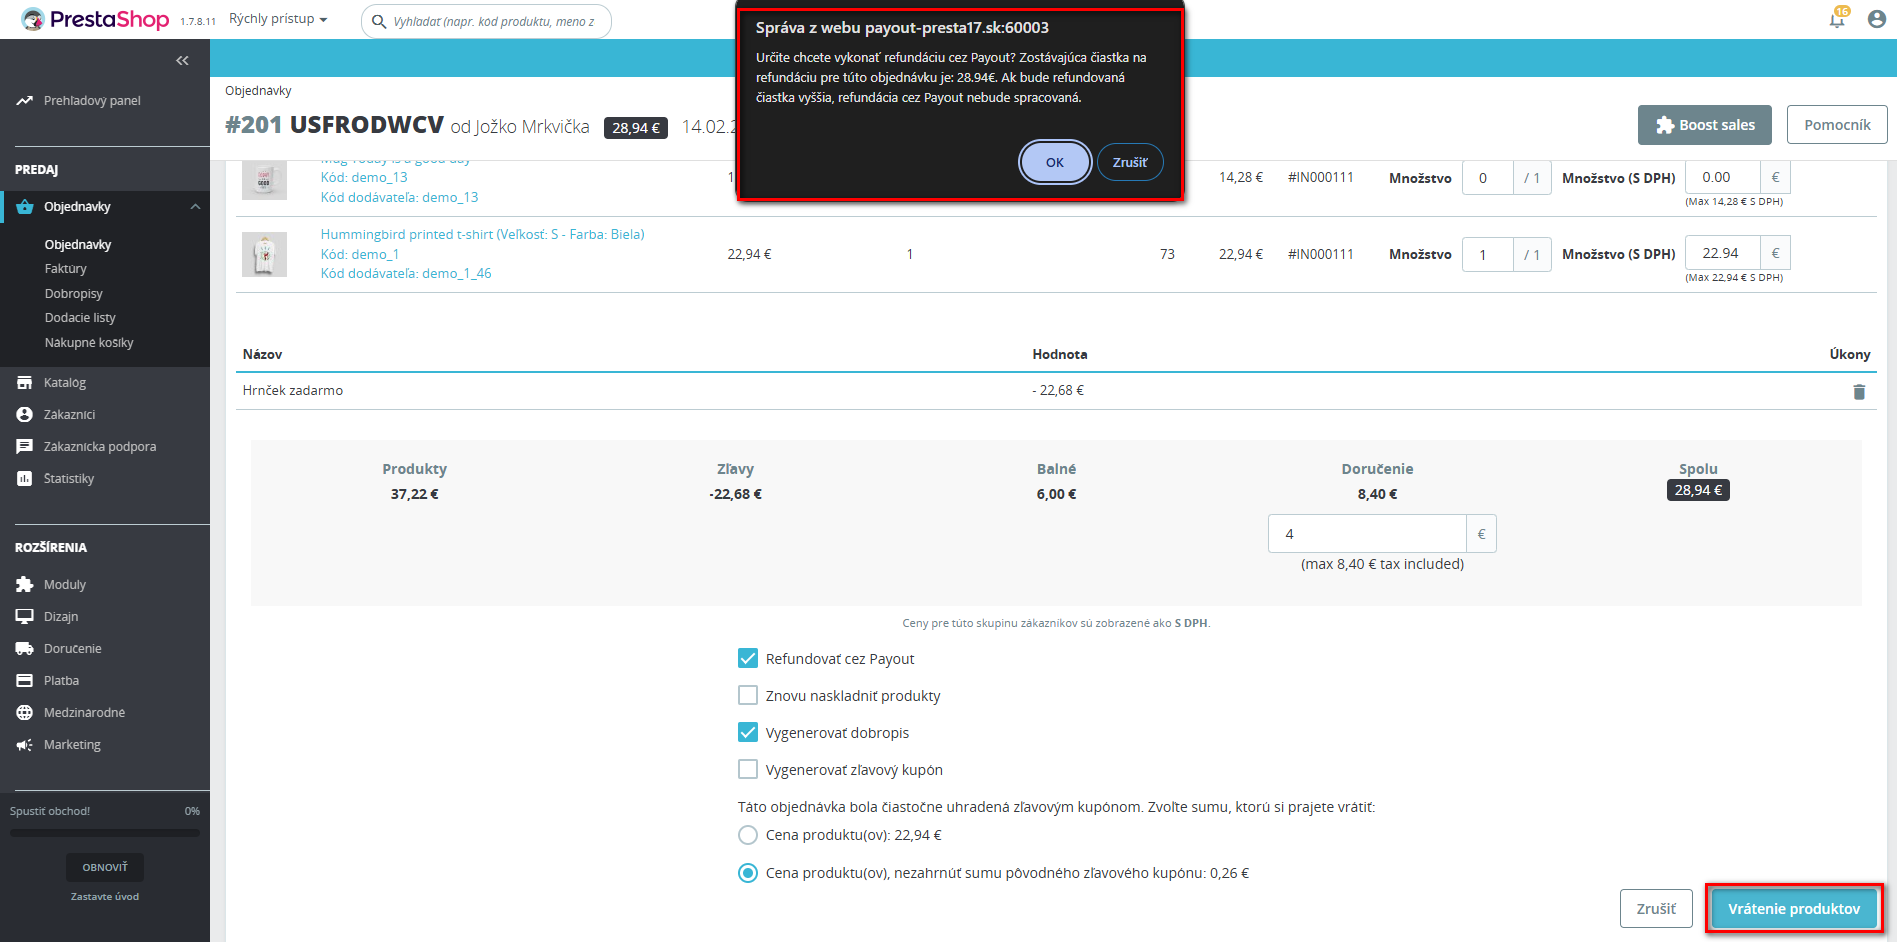 PrestaShop 1.7.8.11 Rýchly prístup Vyhľadať (napr. kód produktu, meno z
16
Správa z webu payout-presta17.sk:60003
Určite chcete vykonať refundáciu cez Payout? Zostávajúca čiastka na
refundáciu pre túto objednávku je: 28.94€. Ak bude refundovaná
čiastka vyššia, refundácia cez Payout nebude spracovaná.
OK Zrušiť
Prehľadový panel
PREDAJ
Objednávky
Objednávky
Faktúry
Dobropisy
Dodacie listy
Nákupné košíky
Katalóg
Zákazníci
Zákaznícka podpora
Štatistiky
ROZŠÍRENIA
Moduly
Dizajn
Doručenie
Platba
Medzinárodné
Marketing
Spustiť obchod! 0%
OBNOVIŤ
Zastavte úvod
Objednávky
#201 USFRODWCV od Jožko Mrkvička 28,94 € 14.02.2
Boost sales Pomocník
Mug Today is a good day
Kód: demo_13
Kód dodávateľa: demo_13
1 14,28 € #IN000111 Množstvo 0 / 1 Množstvo (S DPH) 0.00 €
(Max 14,28 € S DPH)
Hummingbird printed t-shirt (Veľkosť: S - Farba: Biela)
Kód: demo_1
Kód dodávateľa: demo_1_46
22,94 € 1 73 22,94 € #IN000111 Množstvo 1 / 1 Množstvo (S DPH) 22.94 €
(Max 22,94 € S DPH)
Názov Hodnota Úkony
Hrnček zadarmo - 22,68 €
Produkty Zľavy Balné Doručenie Spolu
37,22 € -22,68 € 6,00 € 8,40 € 28,94 €
4 €
(max 8,40 € tax included)
Ceny pre túto skupinu zákazníkov sú zobrazené ako S DPH.
Refundovať cez Payout
Znovu naskladniť produkty
Vygenerovať dobropis
Vygenerovať zľavový kupón
Táto objednávka bola čiastočne uhradená zľavovým kupónom. Zvoľte sumu, ktorú si prajete vrátiť:
Cena produktu(ov): 22,94 €
Cena produktu(ov), nezahrnúť sumu pôvodného zľavového kupónu: 0,26 €
Zrušiť Vrátenie produktov